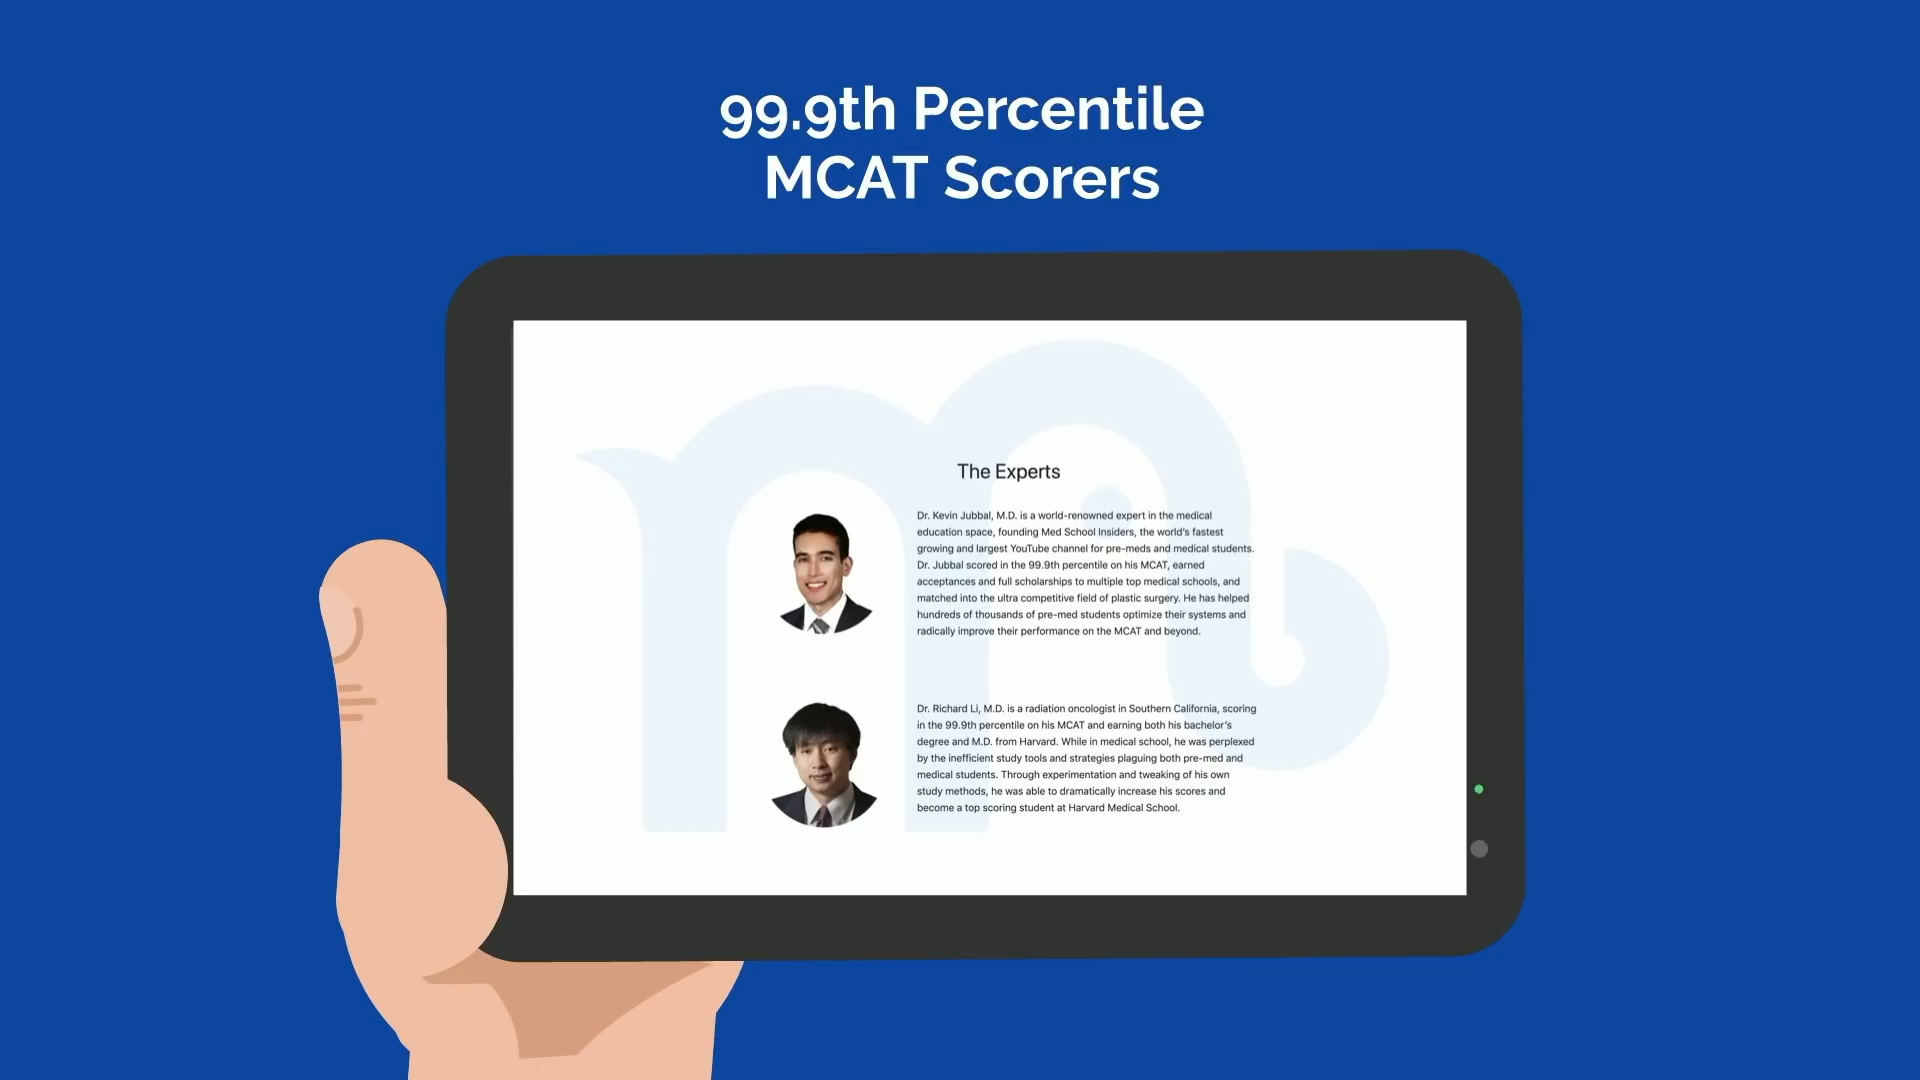 99.9th Percentile
MCAT Scorers
The Experts
Dr. Kevin Jubbal, M.D. is a world-renowned expert in the medical
education space, founding Med School Insiders, the world's fastest
growing and largest YouTube channel for pre-meds and medical students.
Dr. Jubbal scored in the 99.9th percentile on his MCAT, earned
acceptances and full scholarships to multiple top medical schools, and
matched into the ultra competitive field of plastic surgery. He has helped
hundreds of thousands of pre-med students optimize their systems and
radically improve their performance on the MCAT and beyond.
Dr. Richard Li, M.D. is a radiation oncologist in Southern California, scoring
in the 99.9th percentile on his MCAT and earning both his bachelor's
degree and M.D. from Harvard. While in medical school, he was perplexed
by the inefficient study tools and strategies plaguing both pre-med and
medical students. Through experimentation and tweaking of his own
study methods, he was able to dramatically increase his scores and
become a top scoring student at Harvard Medical School.